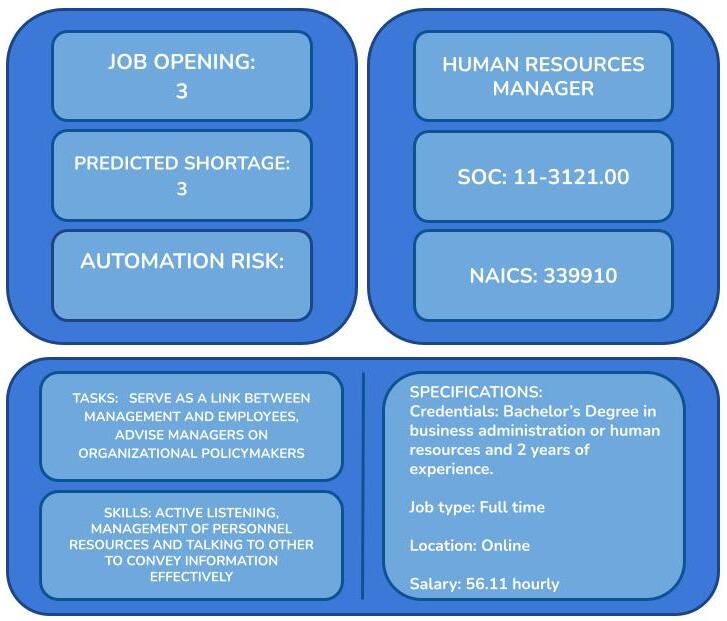 JOB OPENING:
3
PREDICTED SHORTAGE:
3
AUTOMATION RISK:
HUMAN RESOURCES
MANAGER
SOC: 11-3121.00
NAICS: 339910
TASKS: SERVE AS A LINK BETWEEN
MANAGEMENT AND EMPLOYEES,
ADVISE MANAGERS ON
ORGANIZATIONAL POLICYMAKERS
SKILLS: ACTIVE LISTENING,
MANAGEMENT OF PERSONNEL
RESOURCES AND TALKING TO OTHER
TO CONVEY INFORMATION
EFFECTIVELY
SPECIFICATIONS:
Credentials: Bachelor's Degree in
business administration or human
resources and 2 years of
experience.
Job type: Full time
Location: Online
Salary: 56.11 hourly